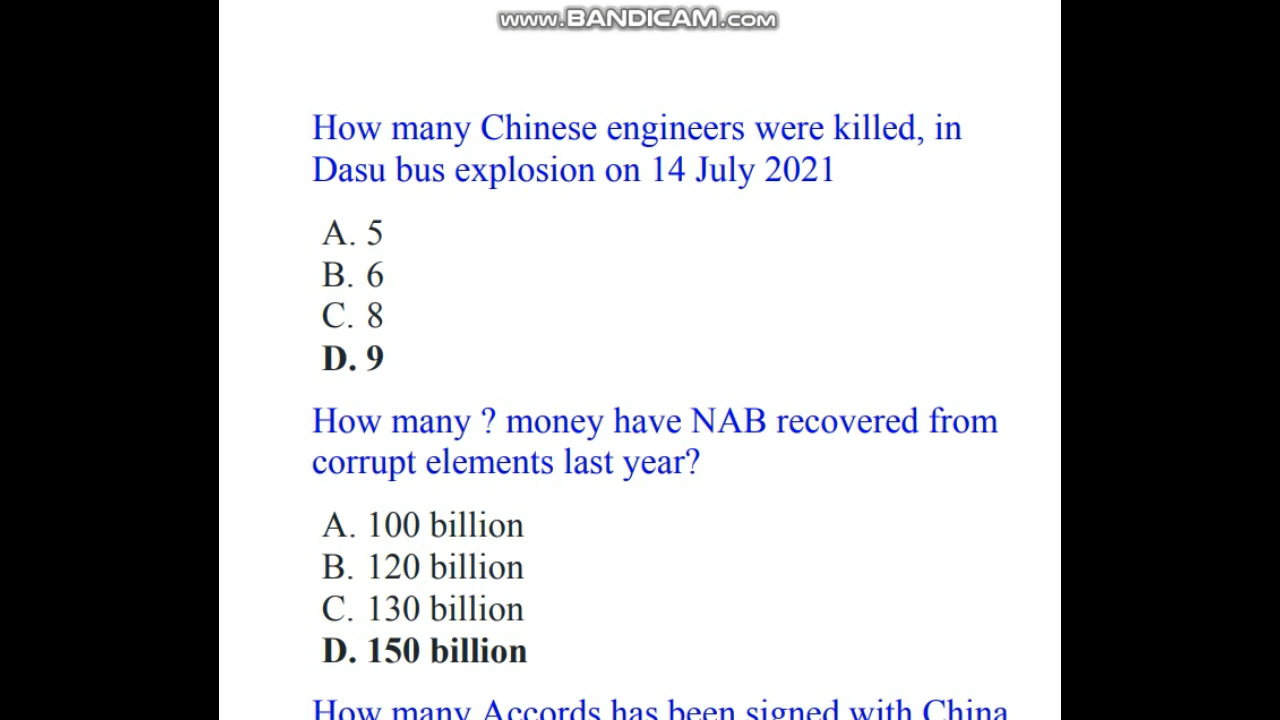 www.BANDICAM.com
How many Chinese engineers were killed, in
Dasu bus explosion on 14 July 2021
A. 5
B. 6
C. 8
D. 9
How many ? money have NAB recovered from
corrupt elements last year?
A. 100 billion
B. 120 billion
C. 130 billion
D. 150 billion
How many Accords has been signed with China